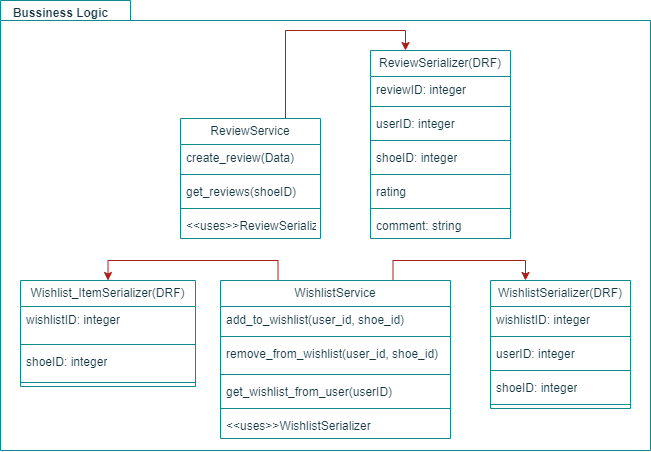 Bussiness Logic
ReviewSerializer(DRF)
reviewID: integer
userID: integer
shoeID: integer
rating
comment: string
ReviewService
create_review(Data)
get_reviews(shoeID)
<<uses>>ReviewSerializ
Wishlist_ItemSerializer(DRF)
wishlistID: integer
shoeID: integer
WishlistService
add_to_wishlist(user_id, shoe_id)
remove_from_wishlist(user_id, shoe_id)
get_wishlist_from_user(userID)
<<uses>>WishlistSerializer
WishlistSerializer(DRF)
wishlistID: integer
userID: integer
shoeID: integer